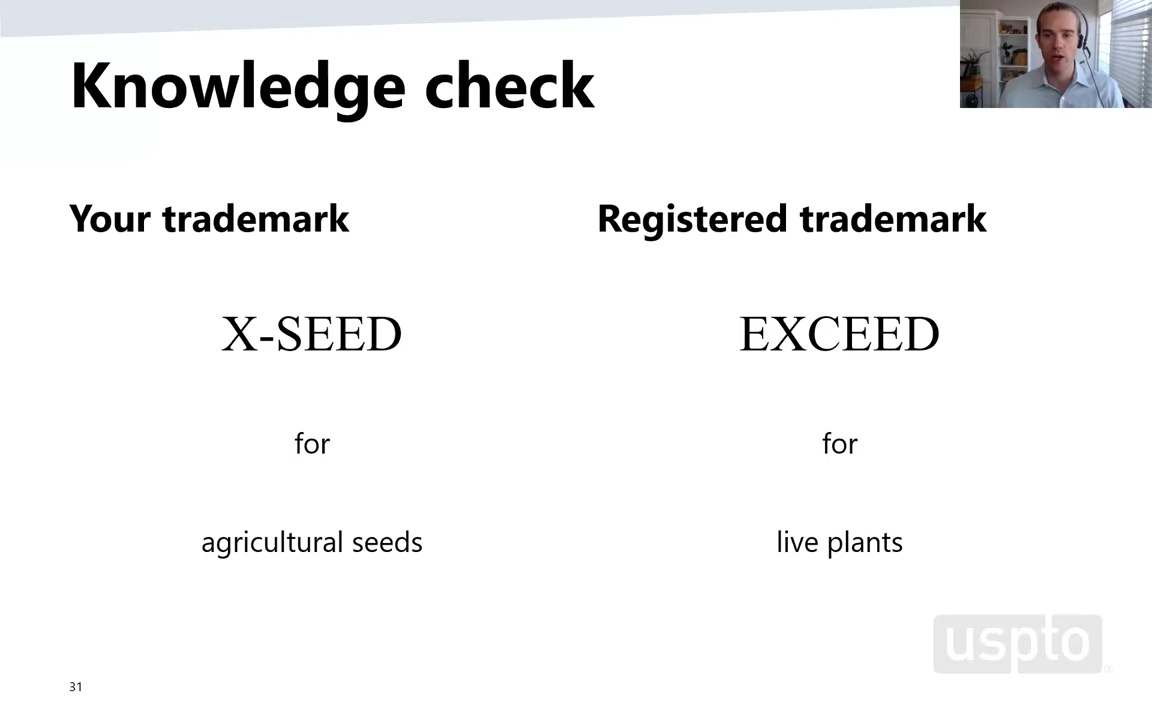 Knowledge check
Your trademark
Registered trademark
X-SEED
EXCEED
for
for
agricultural seeds
live plants
uspto®
31